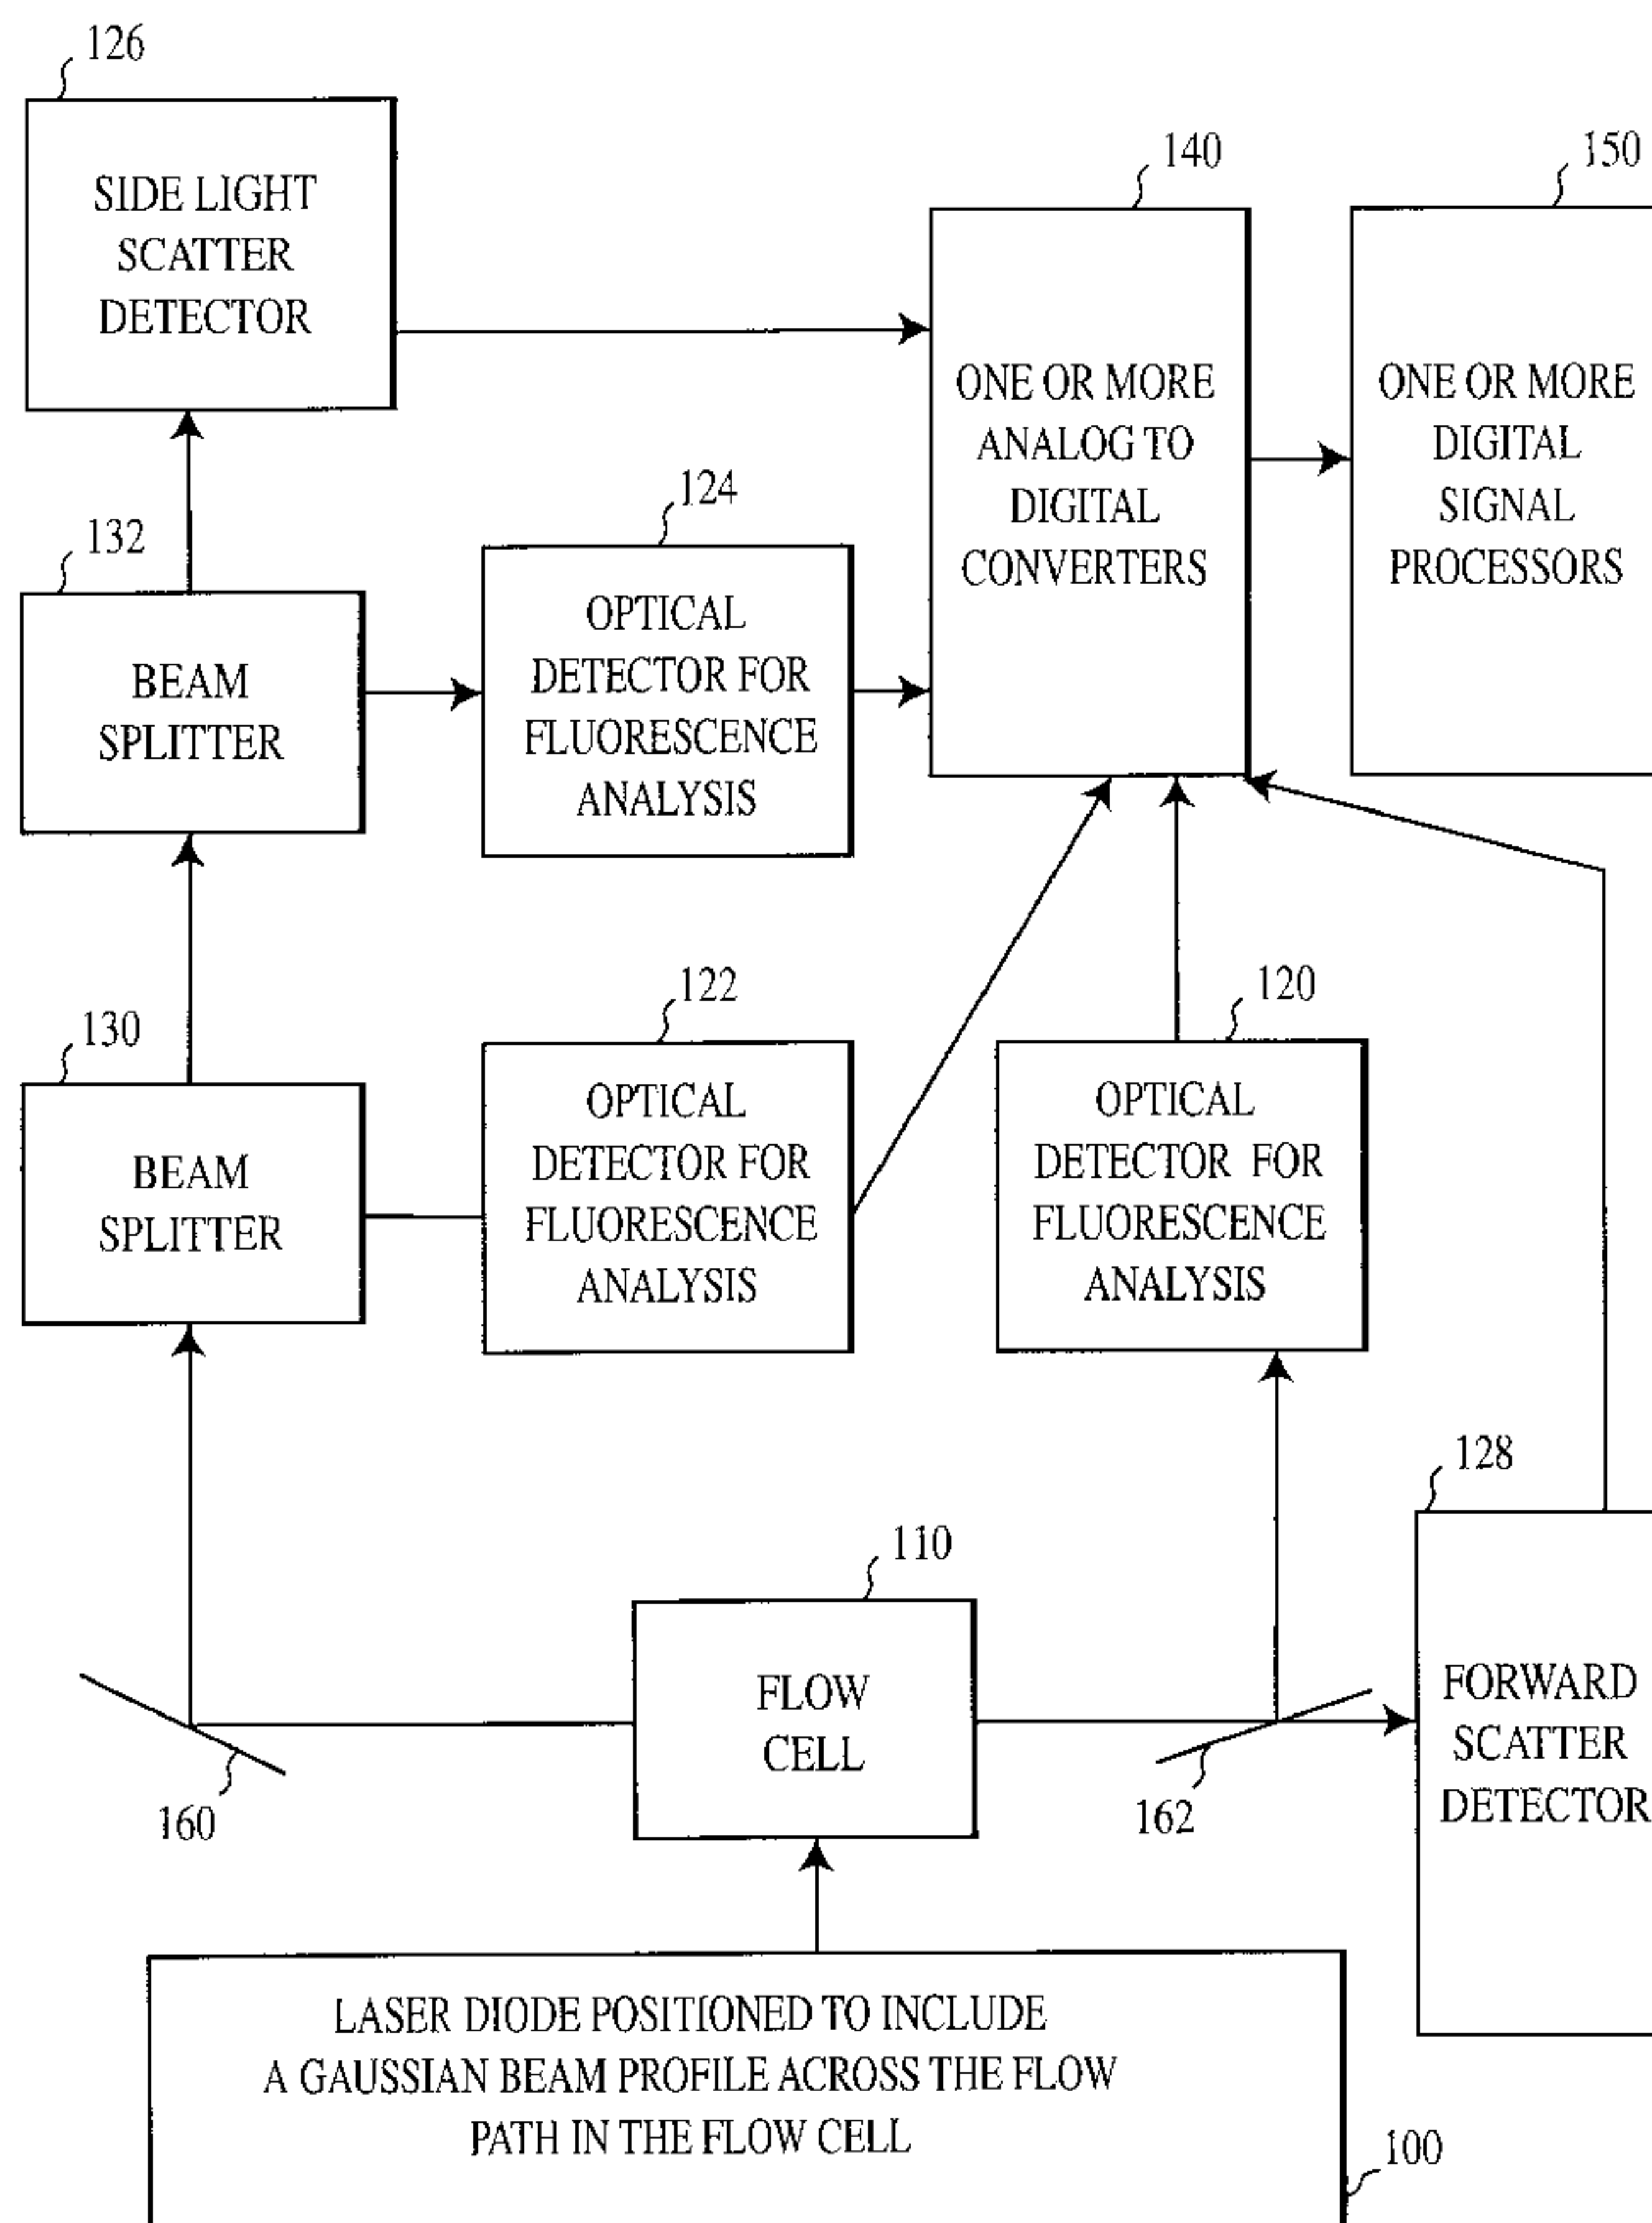 126
SIDE LIGHT
SCATTER
DETECTOR
140
ONE OR MORE
ANALOG TO
DIGITAL
CONVERTERS
150
ONE OR MORE
DIGITAL
SIGNAL
PROCESSORS
132
BEAM
SPLITTER
124
OPTICAL
DETECTOR FOR
FLUORESCENCE
ANALYSIS
130
BEAM
SPLITTER
122
OPTICAL
DETECTOR FOR
FLUORESCENCE
ANALYSIS
120
OPTICAL
DETECTOR FOR
FLUORESCENCE
ANALYSIS
128
FORWARD
SCATTER
DETECTOR
110
FLOW
CELL
160
162
LASER DIODE POSITIONED TO INCLUDE
A GAUSSIAN BEAM PROFILE ACROSS THE FLOW
PATH IN THE FLOW CELL
100